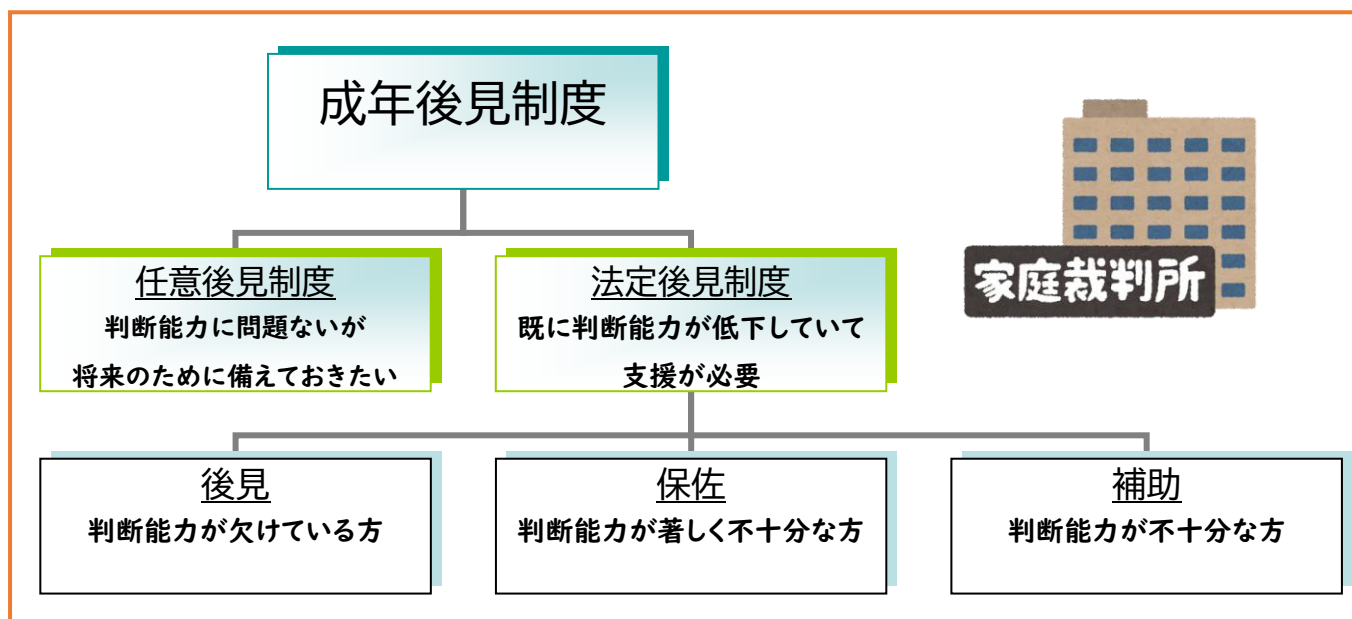 成年後見制度
家庭裁判所
任意後見制度
判断能力に問題ないが
将来のために備えておきたい
法定後見制度
既に判断能力が低下していて
支援が必要
後見
判断能力が欠けている方
保佐
判断能力が著しく不十分な方
補助
判断能力が不十分な方